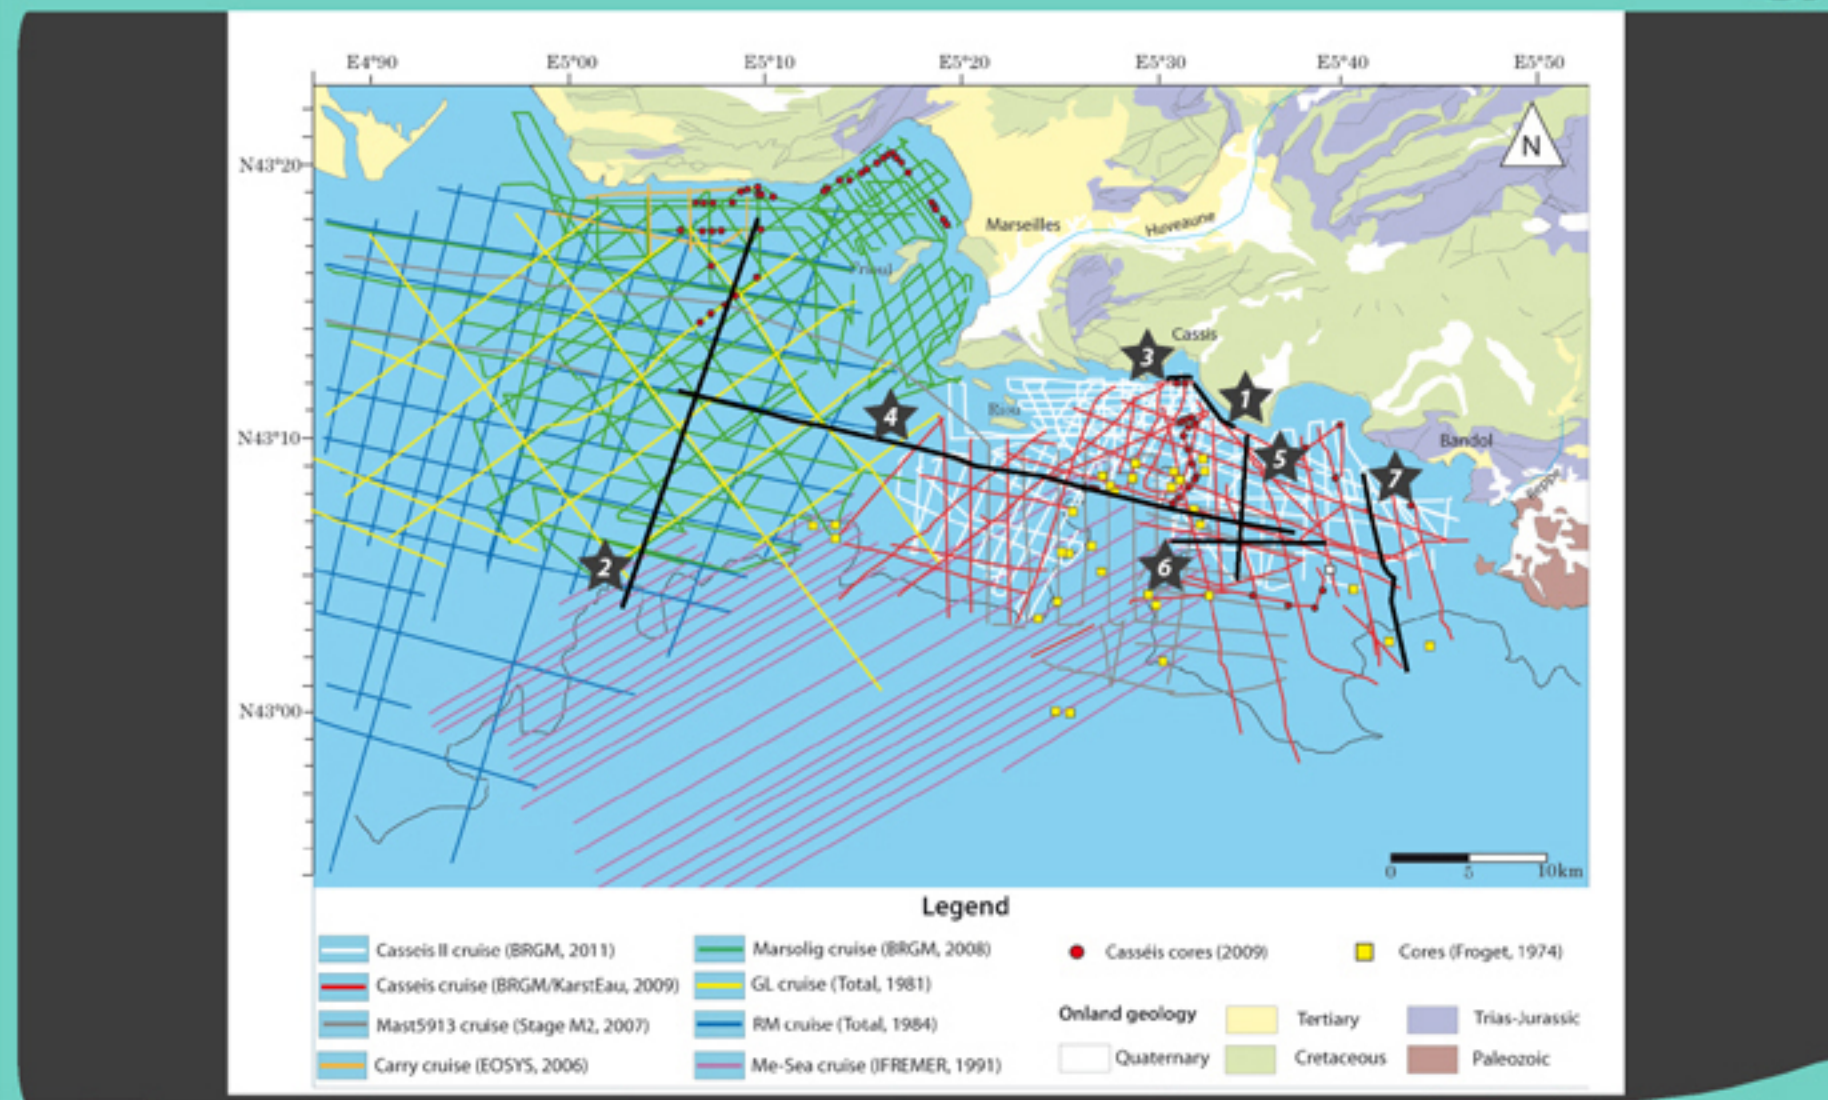 E4°90 E5°00 E5°10 E5°20 E5°30 E5°40 E5°50
N43°20
N43°10
N43°00
N
Marseilles
Huveaune
Frioul
Cassis
Riou
Bandol
3
1
4
5
7
2
6
0 5 10km
Legend
Casseis II cruise (BRGM, 2011)
Casseis cruise (BRGM/KarstEau, 2009)
Mast5913 cruise (Stage M2, 2007)
Carry cruise (EOSYS, 2006)
Marsolig cruise (BRGM, 2008)
GL cruise (Total, 1981)
RM cruise (Total, 1984)
Me-Sea cruise (IFREMER, 1991)
Casséis cores (2009)
Cores (Froget, 1974)
Onland geology
Tertiary
Trias-Jurassic
Quaternary
Cretaceous
Paleozoic